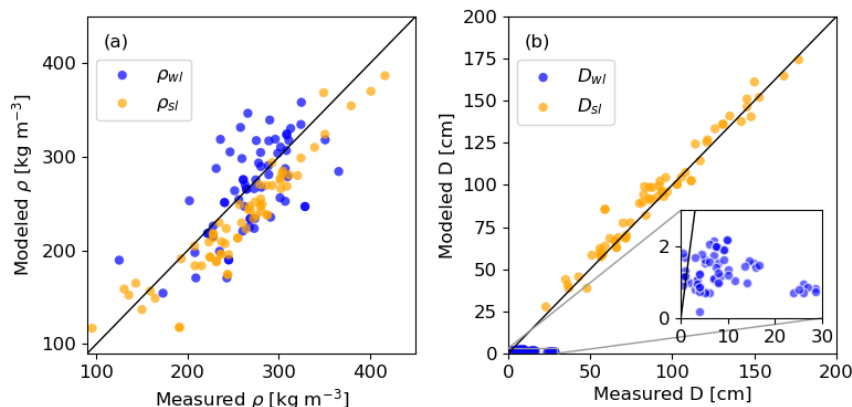 (a)
ρwl
ρsl
400
300
200
100
100
200
300
400
Modeled ρ [kg m−3]
Measured ρ [kg m−3]
(b)
Dwl
Dsl
200
175
150
125
100
75
50
25
0
0
50
100
150
200
Modeled D [cm]
Measured D [cm]
2
0
0
10
20
30